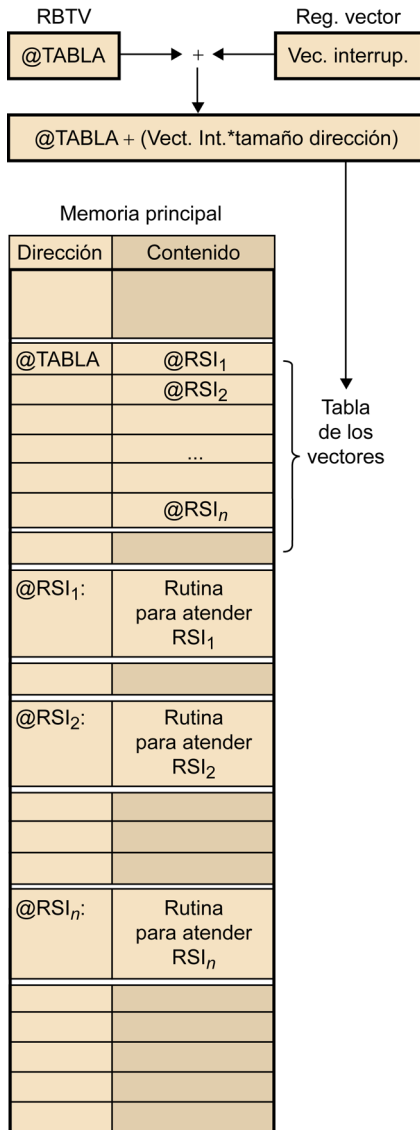 RBTV
Reg. vector
@TABLA
+
Vec. interrup.
@TABLA + (Vect. Int.*tamaño dirección)
Memoria principal
Dirección
Contenido
@TABLA
@RSI1
@RSI2
...
@RSIn
Tabla
de los
vectores
@RSI1:
Rutina
para atender
RSI1
@RSI2:
Rutina
para atender
RSI2
@RSIn:
Rutina
para atender
RSIn